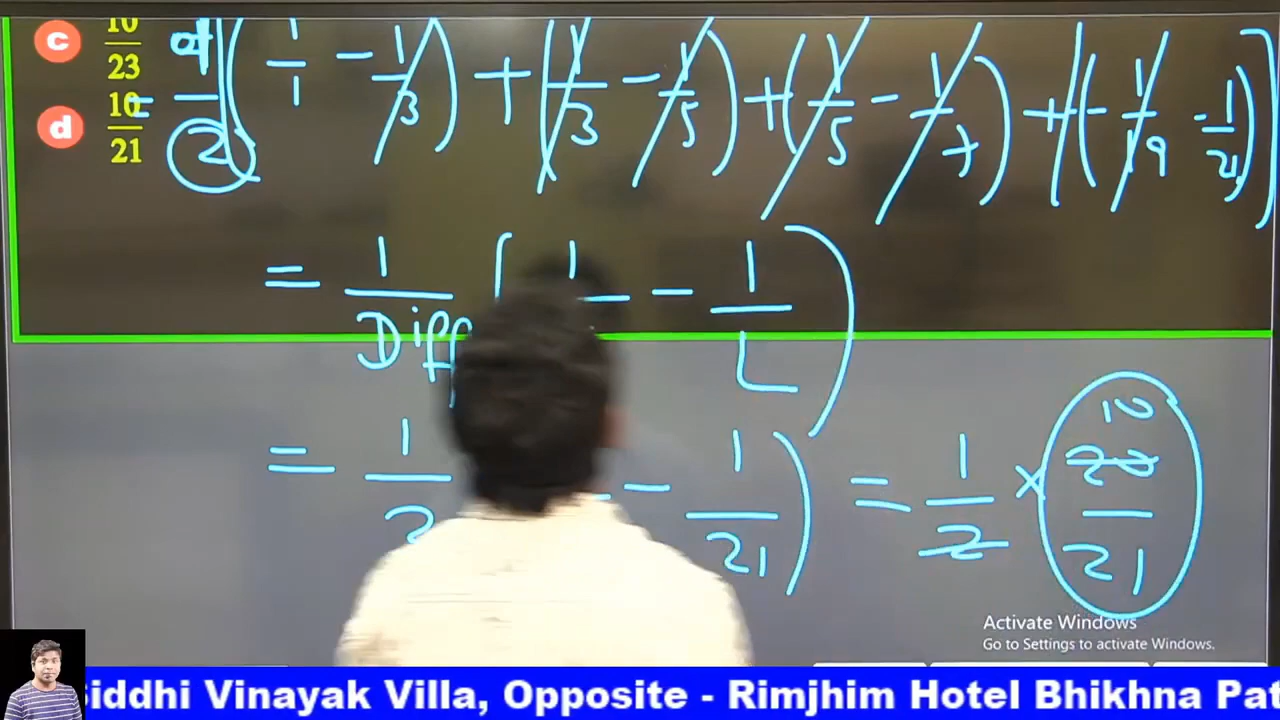 c 10/23
d 10/21
= 1/2 [(1/1 - 1/3) + (1/3 - 1/5) + (1/5 - 1/7) + (- 1/19 - 1/21)]
= 1/Diff (1 - 1/L)
= 1/2 - 1/21) = 1/2 × 10 20/21
Activate Windows
Go to Settings to activate Windows.
Siddhi Vinayak Villa, Opposite - Rimjhim Hotel Bhikhna Pat